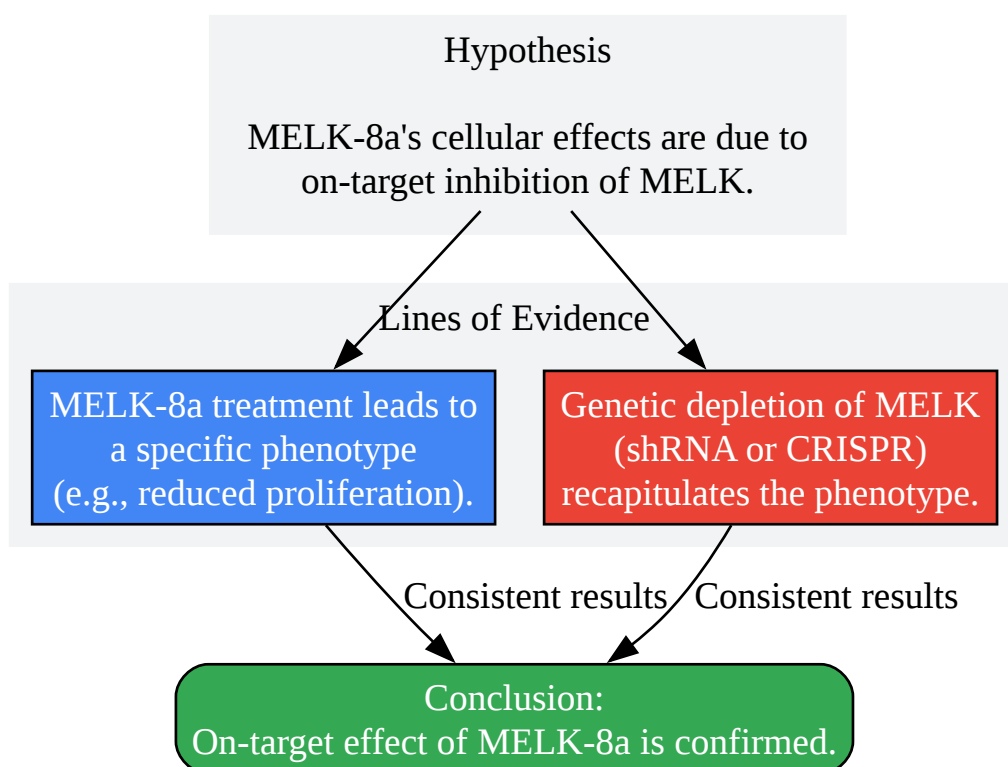 Hypothesis
MELK-8a's cellular effects are due to
on-target inhibition of MELK.
Lines of Evidence
MELK-8a treatment leads to
a specific phenotype
(e.g., reduced proliferation).
Genetic depletion of MELK
(shRNA or CRISPR)
recapitulates the phenotype.
Consistent results
Consistent results
Conclusion:
On-target effect of MELK-8a is confirmed.